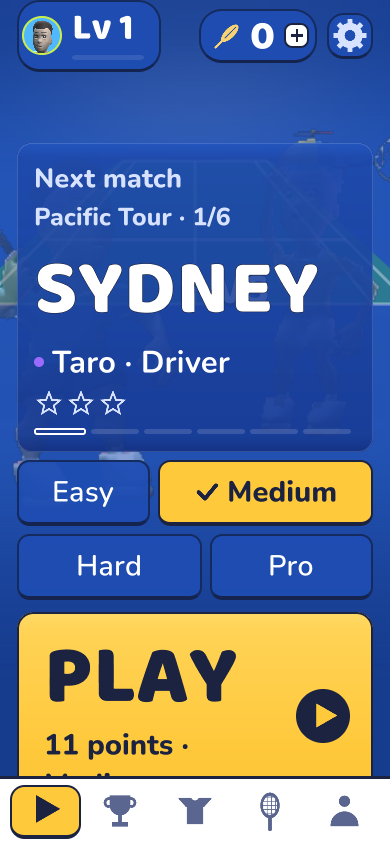 Lv 1
0
Next match
Pacific Tour · 1/6
SYDNEY
Taro · Driver
Easy
Medium
Hard
Pro
PLAY
11 points ·